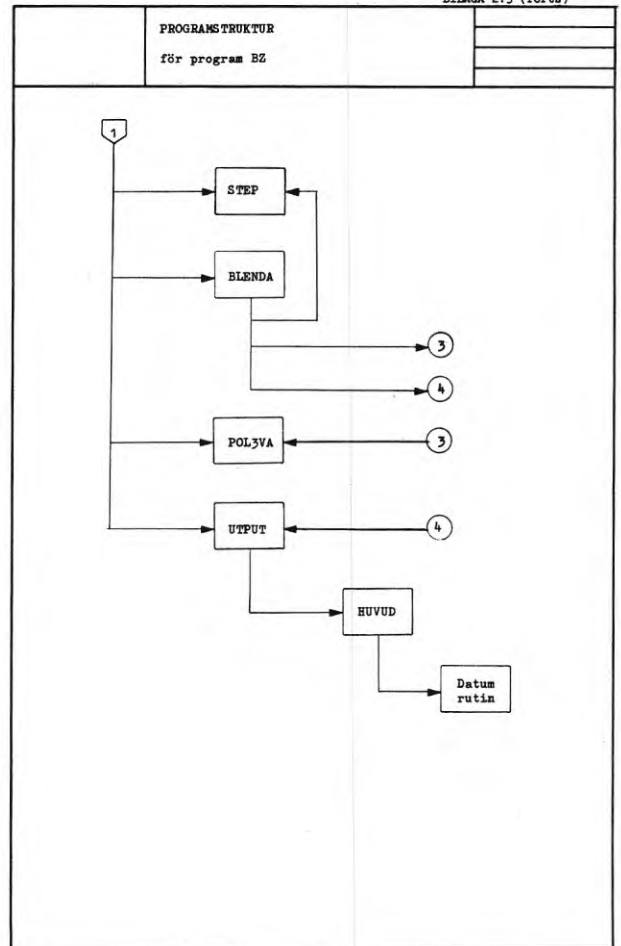 PROGRAMSTRUKTUR
för program BZ
1
STEP
BLENDA
3
4
POL3VA
3
UTPUT
4
HUVUD
Datum
rutin